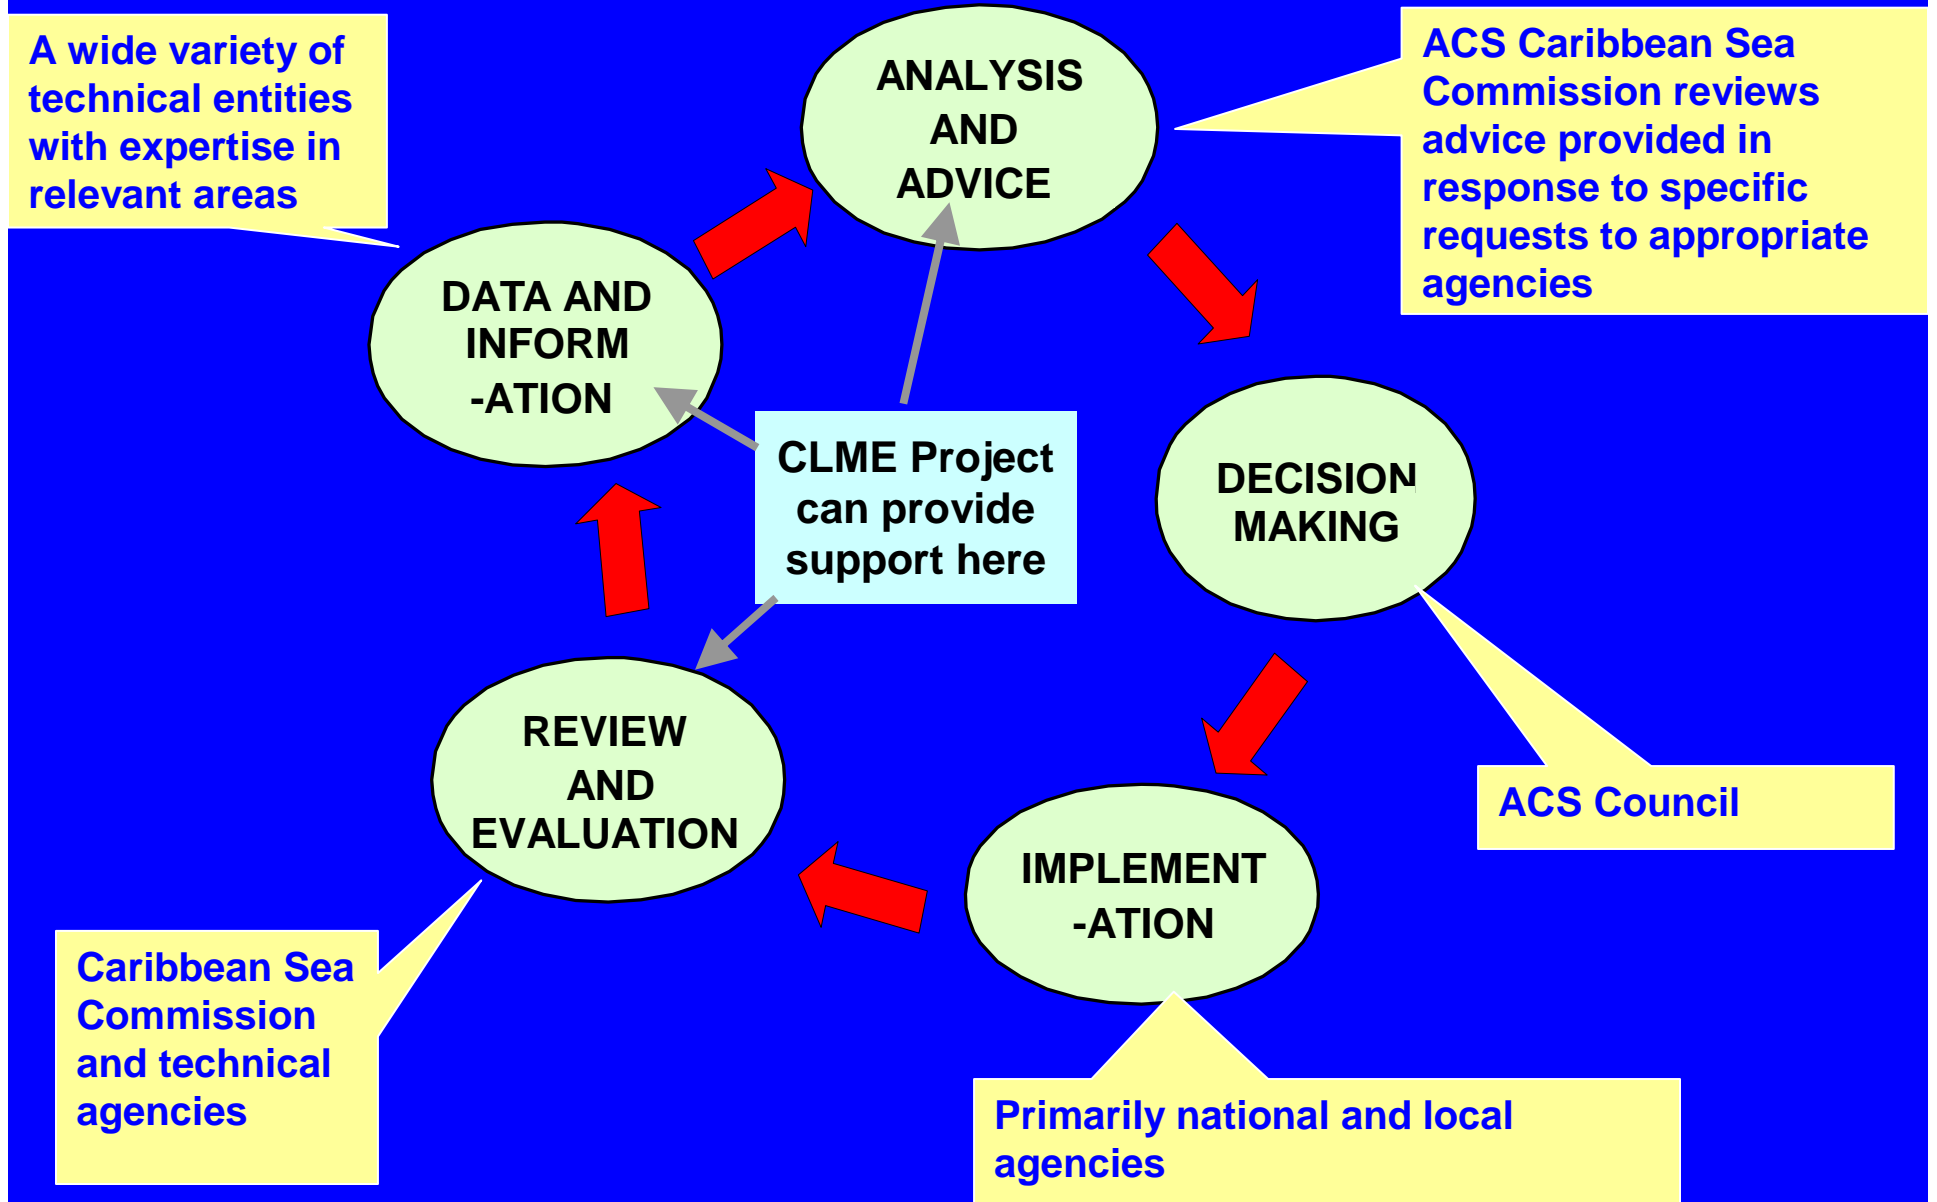 A wide variety of
technical entities
with expertise in
relevant areas
ANALYSIS
AND
ADVICE
ACS Caribbean Sea
Commission reviews
advice provided in
response to specific
requests to appropriate
agencies
DATA AND
INFORM
-ATION
CLME Project
can provide
support here
DECISION
MAKING
REVIEW
AND
EVALUATION
IMPLEMENT
-ATION
ACS Council
Caribbean Sea
Commission
and technical
agencies
Primarily national and local
agencies